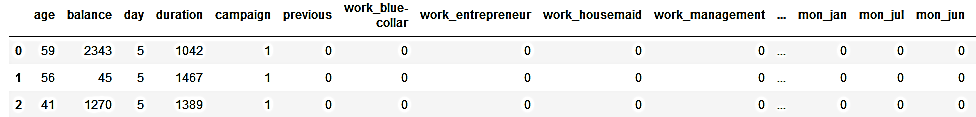 age balance day duration campaign previous work_blue-collar work_entrepreneur work_housemaid work_management ... mon_jan mon_jul mon_jun
0 59 2343 5 1042 1 0 0 0 0 0 ... 0 0 0
1 56 45 5 1467 1 0 0 0 0 0 ... 0 0 0
2 41 1270 5 1389 1 0 0 0 0 0 ... 0 0 0